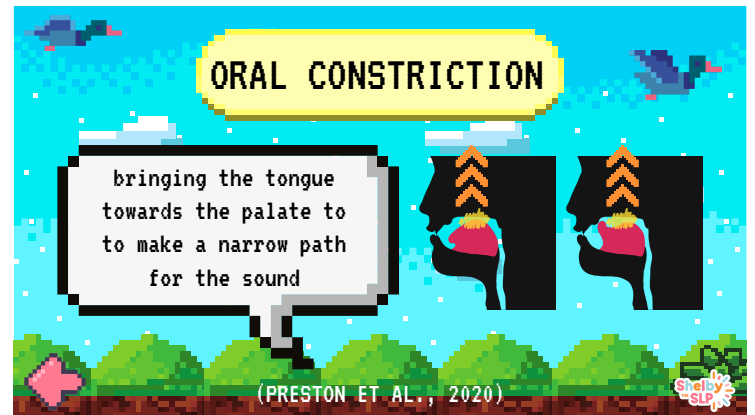 ORAL CONSTRICTION
bringing the tongue
towards the palate to
to make a narrow path
for the sound
(PRESTON ET AL., 2020)
Shelby
the SLP